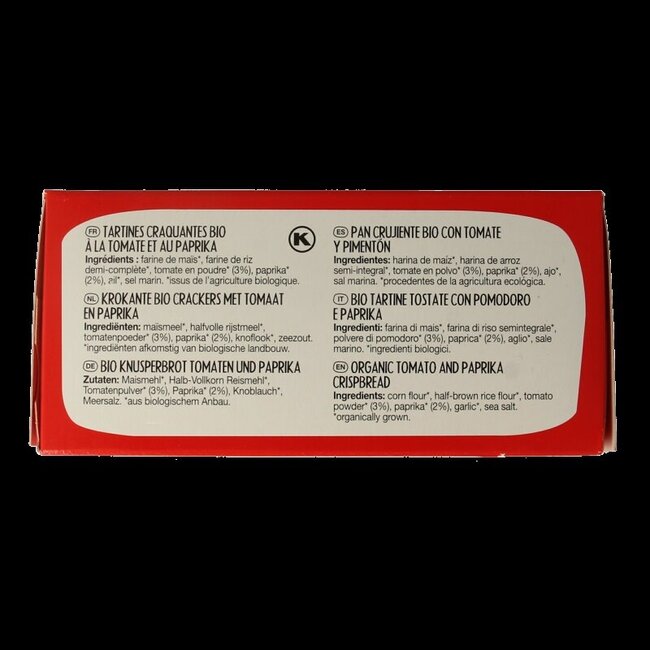 FR TARTINES CRAQUANTES BIO
À LA TOMATE ET AU PAPRIKA
Ingrédients : farine de maïs*, farine de riz
demi-complète*, tomate en poudre* (3%), paprika*
(2%), ail*, sel marin. *issus de l'agriculture biologique.
NL KROKANTE BIO CRACKERS MET TOMAAT
EN PAPRIKA
Ingrediënten: maismeel*, halfvolle rijstmeel*,
tomatenpoeder* (3%), paprika* (2%), knoflook*, zeezout.
*ingrediënten afkomstig van biologische landbouw.
DE BIO KNUSPERBROT TOMATEN UND PAPRIKA
Zutaten: Maismehl*, Halb-Vollkorn Reismehl*,
Tomatenpulver* (3%), Paprika* (2%), Knoblauch*,
Meersalz. *aus biologischem Anbau.
K
ES PAN CRUJIENTE BIO CON TOMATE
Y PIMENTÓN
Ingredientes: harina de maíz*, harina de arroz
semi-integral*, tomate en polvo* (3%), paprika* (2%), ajo*,
sal marina. *procedentes de la agricultura ecológica.
IT BIO TARTINE TOSTATE CON POMODORO
E PAPRIKA
Ingredienti: farina di mais*, farina di riso semintegrale*,
polvere di pomodoro* (3%), paprica* (2%), aglio*, sale
marino. *ingredienti biologici.
EN ORGANIC TOMATO AND PAPRIKA
CRISPBREAD
Ingredients: corn flour*, half-brown rice flour*, tomato
powder* (3%), paprika* (2%), garlic*, sea salt.
*organically grown.